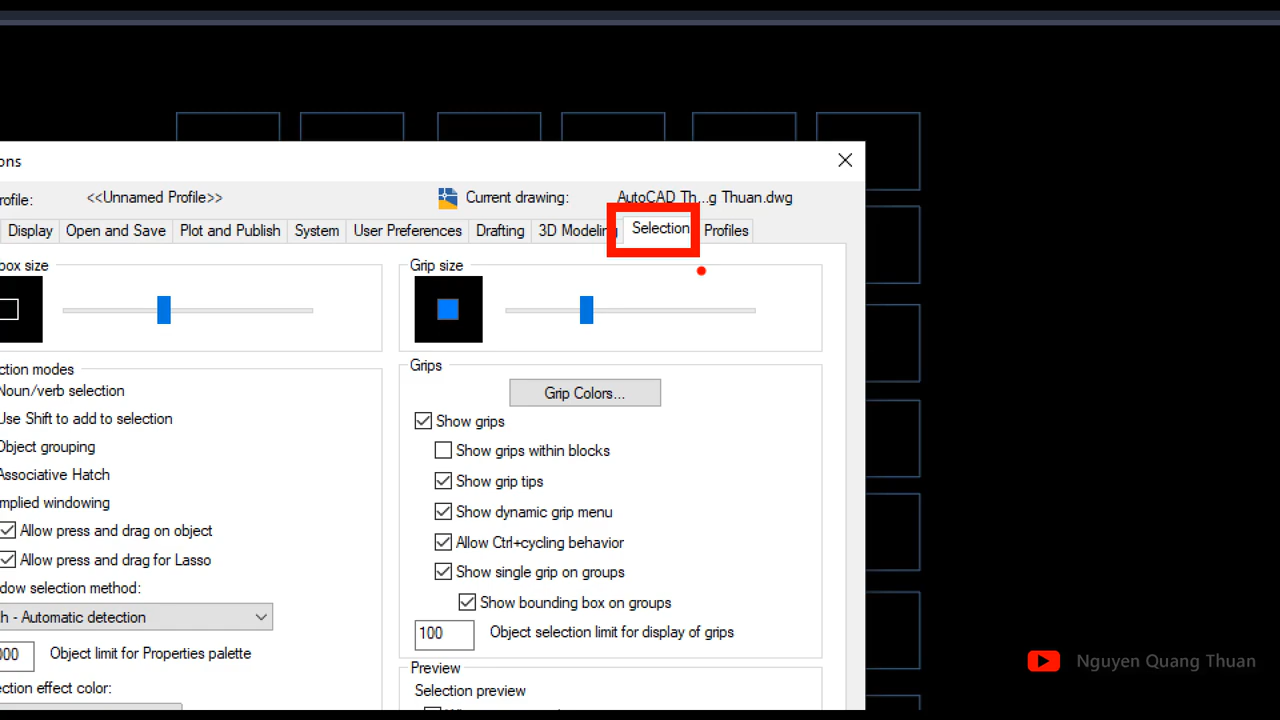 ons
rofile: <<Unnamed Profile>> Current drawing: AutoCAD Th...g Thuan.dwg
Display Open and Save Plot and Publish System User Preferences Drafting 3D Modeling Selection Profiles
box size
Grip size
ction modes
Noun/verb selection
Use Shift to add to selection
Object grouping
Associative Hatch
mplied windowing
Allow press and drag on object
Allow press and drag for Lasso
dow selection method:
h - Automatic detection
000 Object limit for Properties palette
ction effect color:
Grips
Grip Colors...
Show grips
Show grips within blocks
Show grip tips
Show dynamic grip menu
Allow Ctrl+cycling behavior
Show single grip on groups
Show bounding box on groups
100 Object selection limit for display of grips
Preview
Selection preview
Nguyen Quang Thuan